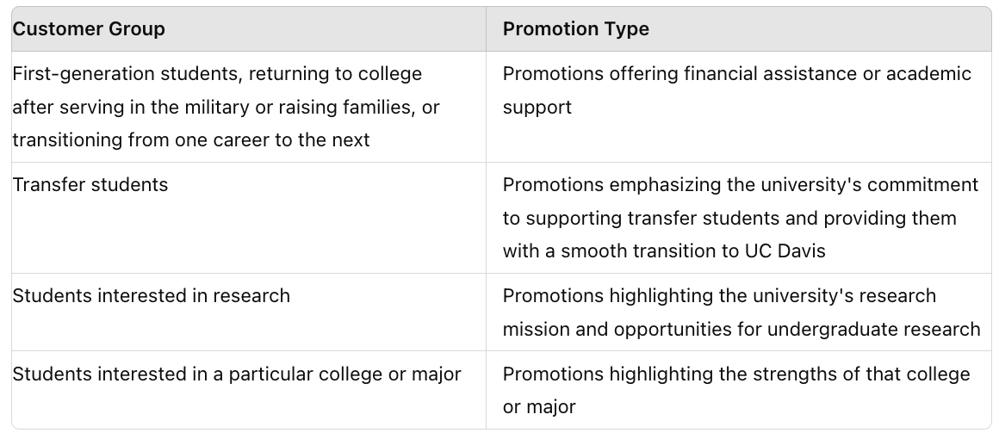 Customer Group
Promotion Type
First-generation students, returning to college
after serving in the military or raising families, or
transitioning from one career to the next
Promotions offering financial assistance or academic
support
Transfer students
Promotions emphasizing the university's commitment
to supporting transfer students and providing them
with a smooth transition to UC Davis
Students interested in research
Promotions highlighting the university's research
mission and opportunities for undergraduate research
Students interested in a particular college or major
Promotions highlighting the strengths of that college
or major